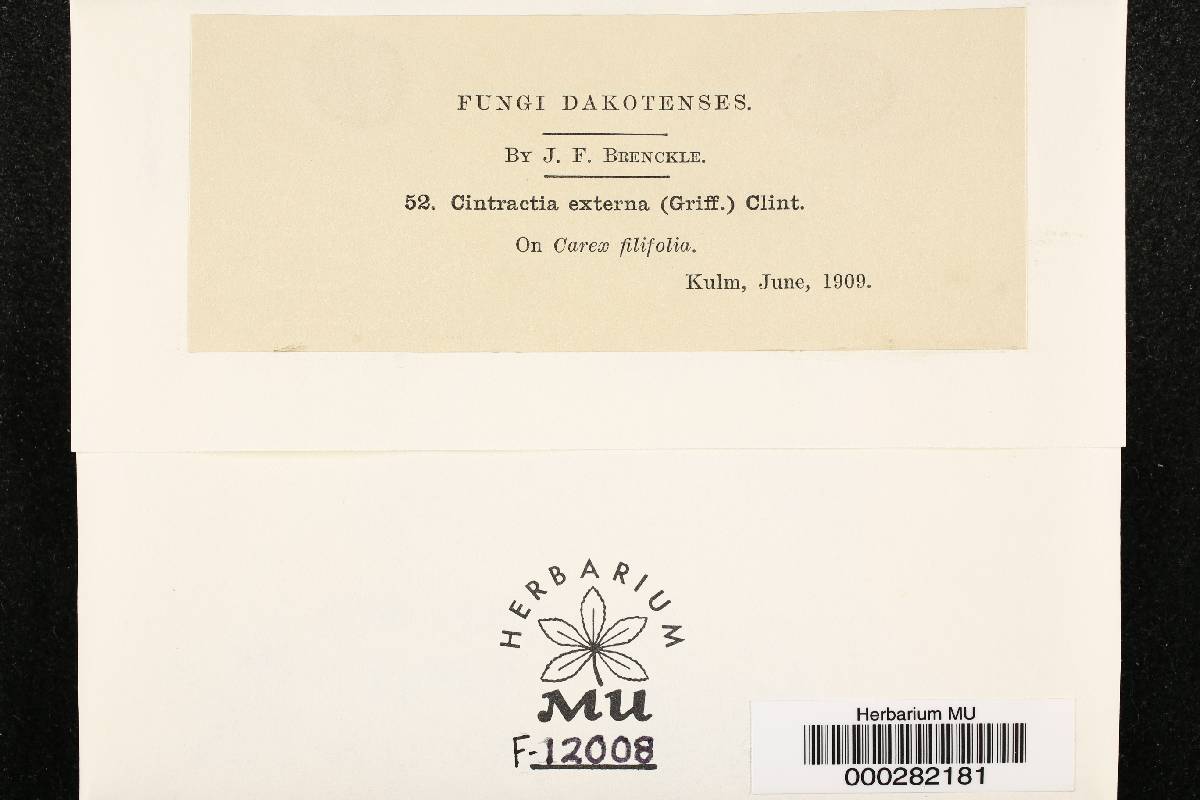 FUNGI DAKOTENSES.
By J. F. Brenckle.
52. Cintractia externa (Griff.) Clint.
On Carex filifolia.
Kulm, June, 1909.
HERBARIUM
MU
F-12008
Herbarium MU
000282181